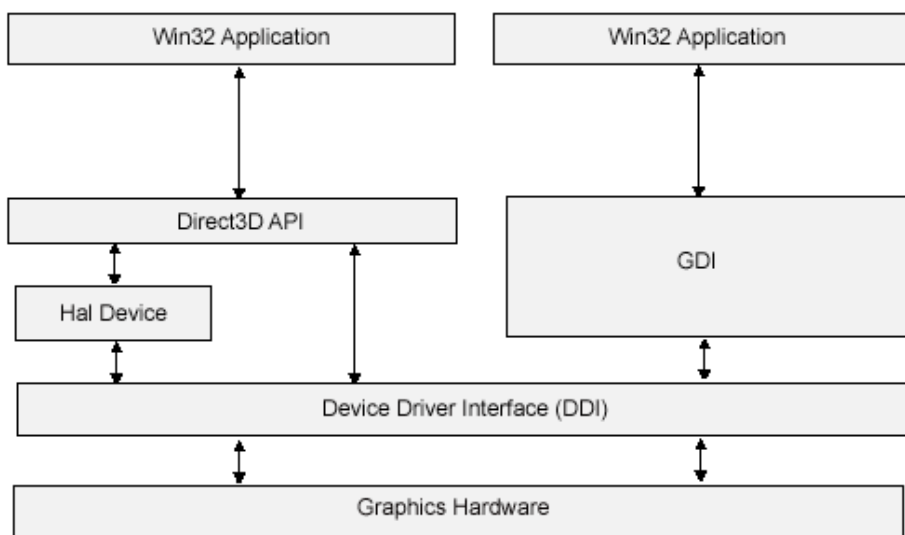 Win32 Application
Win32 Application
Direct3D API
GDI
Hal Device
Device Driver Interface (DDI)
Graphics Hardware